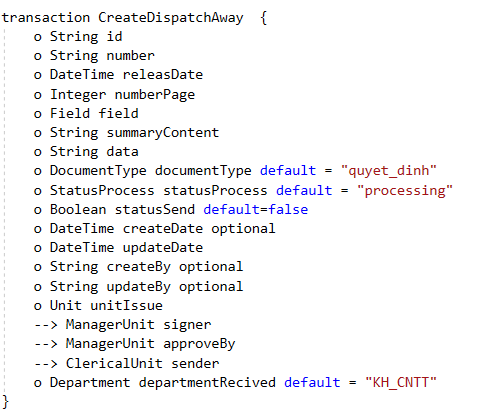 transaction CreateDispatchAway {
o String id
o String number
o DateTime releasDate
o Integer numberPage
o Field field
o String summaryContent
o String data
o DocumentType documentType default = "quyet_dinh"
o StatusProcess statusProcess default = "processing"
o Boolean statusSend default=false
o DateTime createDate optional
o DateTime updateDate
o String createBy optional
o String updateBy optional
o Unit unitIssue
--> ManagerUnit signer
--> ManagerUnit approveBy
--> ClericalUnit sender
o Department departmentRecived default = "KH_CNTT"
}